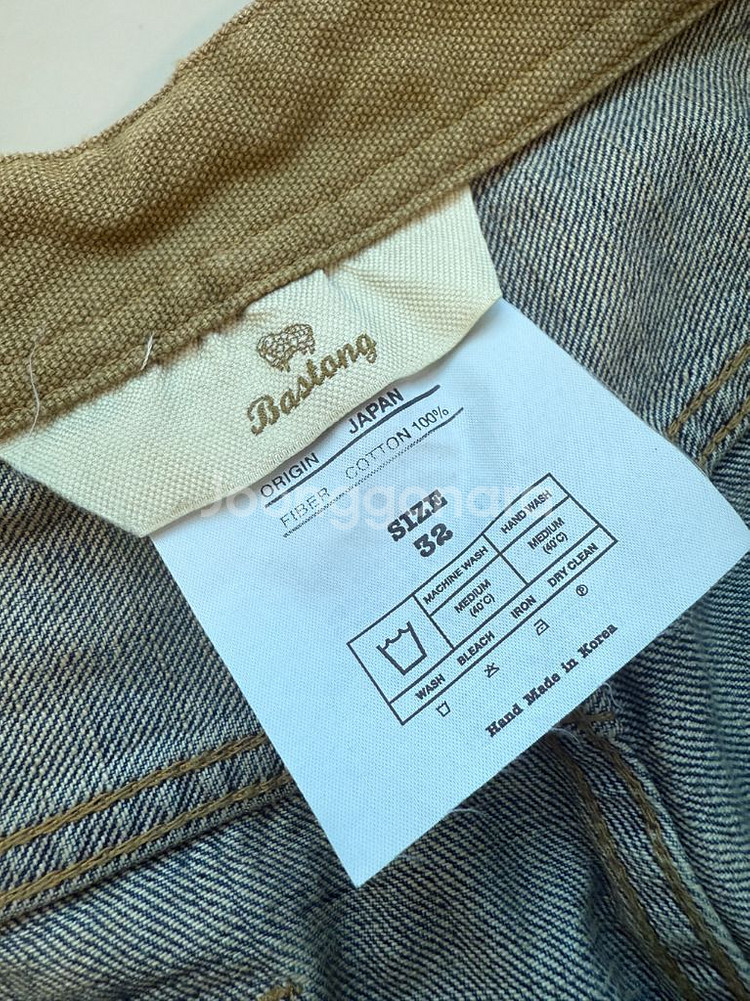 Bastong
ORIGIN JAPAN
FIBER COTTON 100%
Joonggonara
SIZE
32
MACHINE WASH HAND WASH
MEDIUM MEDIUM
(40°C) (40°C)
WASH BLEACH IRON DRY CLEAN
P
Hand Made in Korea